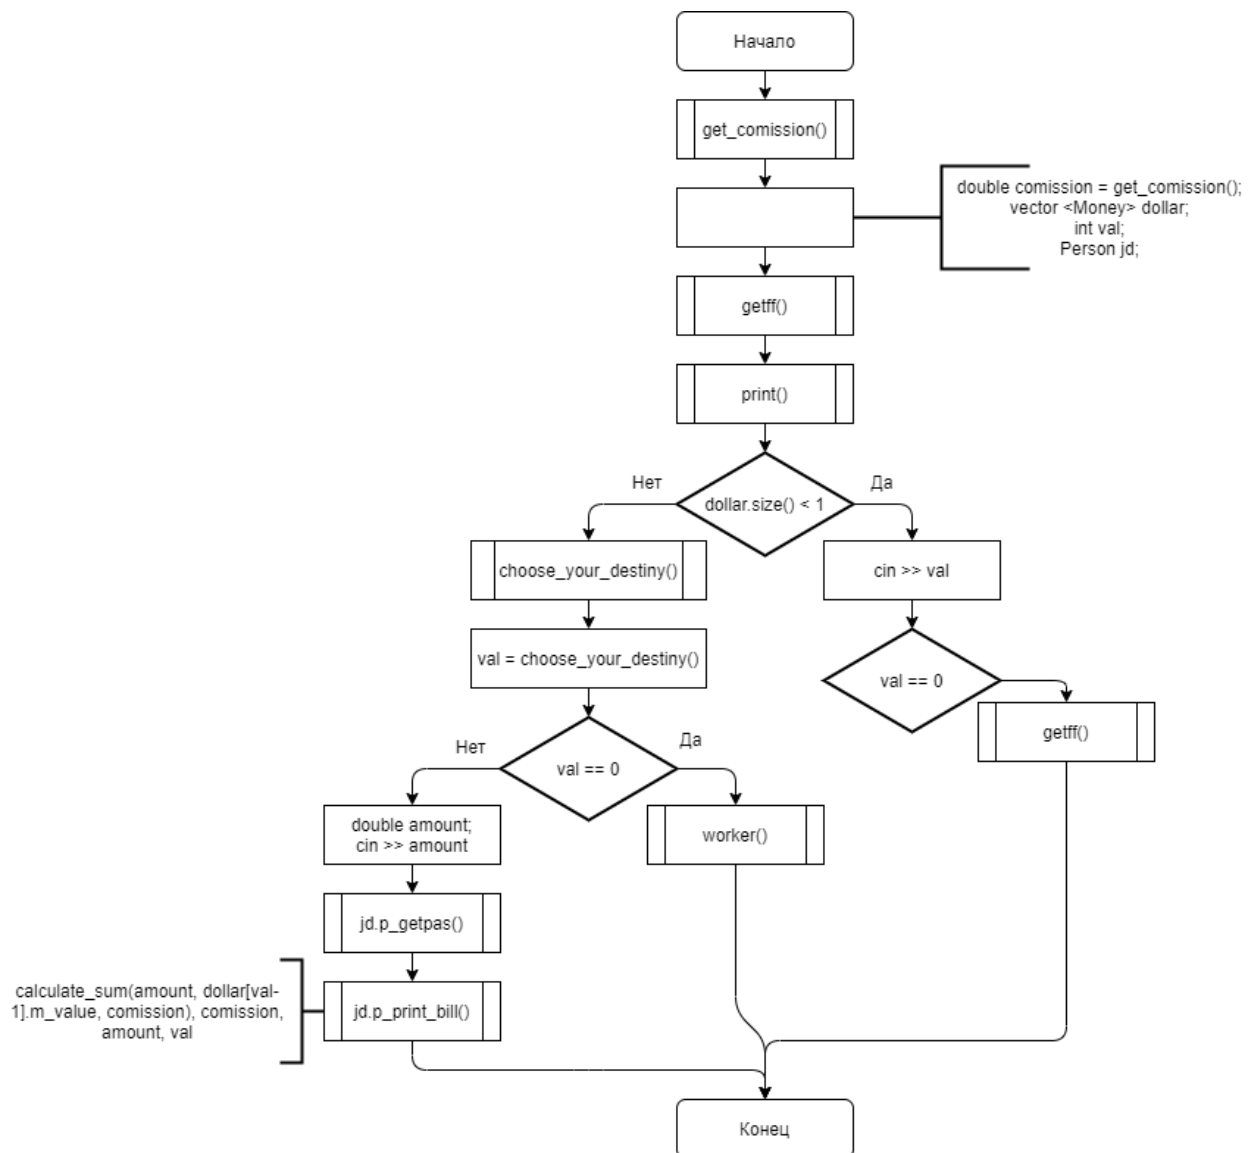 Начало
get_comission()
double comission = get_comission();
vector <Money> dollar;
int val;
Person jd;
getff()
print()
dollar.size() < 1
Нет
Да
choose_your_destiny()
cin >> val
val = choose_your_destiny()
val == 0
getff()
val == 0
Нет
Да
double amount;
cin >> amount
worker()
jd.p_getpas()
jd.p_print_bill()
calculate_sum(amount, dollar[val-
1].m_value, comission), comission,
amount, val
Конец